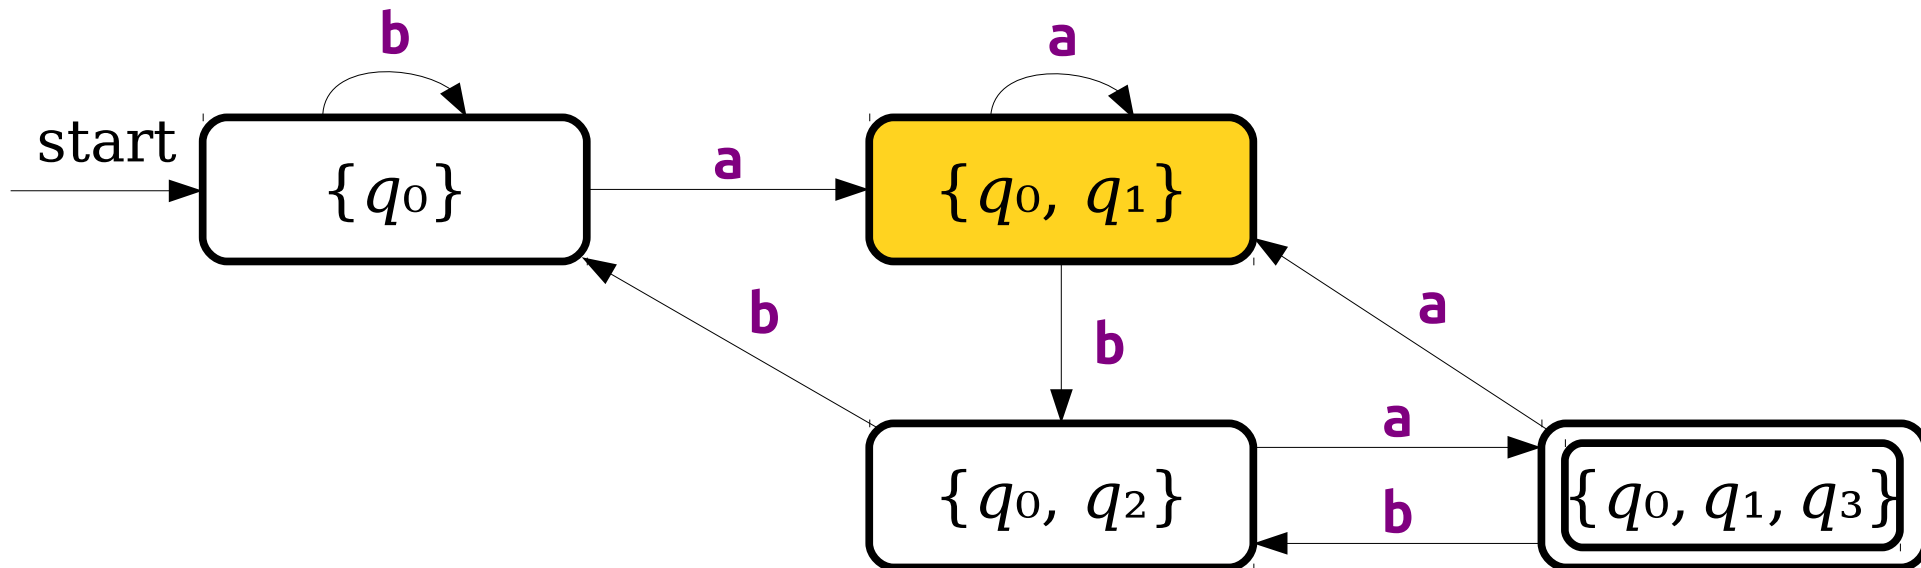 b
a
start
{q₀}
a
{q₀, q₁}
b
b
a
a
{q₀, q₂}
b
{q₀, q₁, q₃}